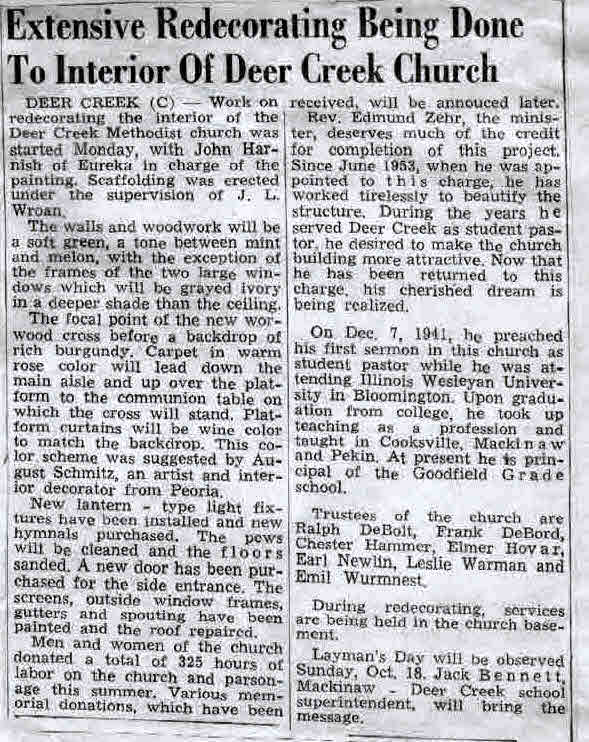 Extensive Redecorating Being Done
To Interior Of Deer Creek Church
DEER CREEK (C) — Work on
redecorating the interior of the
Deer Creek Methodist church was
started Monday, with John Har-
nish of Eureka in charge of the
painting. Scaffolding was erected
under the supervision of J. L.
Wroan.
The walls and woodwork will be
a soft green, a tone between mint
and melon, with the exception of
the frames of the two large win-
dows which will be grayed ivory
in a deeper shade than the ceiling.
The focal point of the new wor-
wood cross before a backdrop of
rich burgundy. Carpet in warm
rose color will lead down the
main aisle and up over the plat-
form to the communion table on
which the cross will stand. Plat-
form curtains will be wine color
to match the backdrop. This co-
lor scheme was suggested by Au-
gust Schmitz, an artist and inter-
ior decorator from Peoria.
New lantern - type light fix-
tures have been installed and new
hymnals purchased. The pews
will be cleaned and the floors
sanded. A new door has been pur-
chased for the side entrance. The
screens, outside window frames,
gutters and spouting have been
painted and the roof repaired.
Men and women of the church
donated a total of 325 hours of
labor on the church and parson-
age this summer. Various mem-
orial donations, which have been
received, will be annouced later.
Rev. Edmund Zehr, the minis-
ter, deserves much of the credit
for completion of this project.
Since June 1953, when he was ap-
pointed to this charge, he has
worked tirelessly to beautify the
structure. During the years he
served Deer Creek as student pas-
tor, he desired to make the church
building more attractive. Now that
he has been returned to this
charge, his cherished dream is
being realized.
On Dec. 7, 1941, he preached
his first sermon in this church as
student pastor while he was at-
tending Illinois Wesleyan Univer-
sity in Bloomington. Upon gradu-
ation from college, he took up
teaching as a profession and
taught in Cooksville, Mackinaw
and Pekin. At present he is prin-
cipal of the Goodfield Grade
school.
Trustees of the church are
Ralph DeBolt, Frank DeBord,
Chester Hammer, Elmer Hovar,
Earl Newlin, Leslie Warman and
Emil Wurmnest.
During redecorating, services
are being held in the church base-
ment.
Layman's Day will be observed
Sunday, Oct. 18. Jack Bennett,
Mackinaw - Deer Creek school
superintendent, will bring the
message.